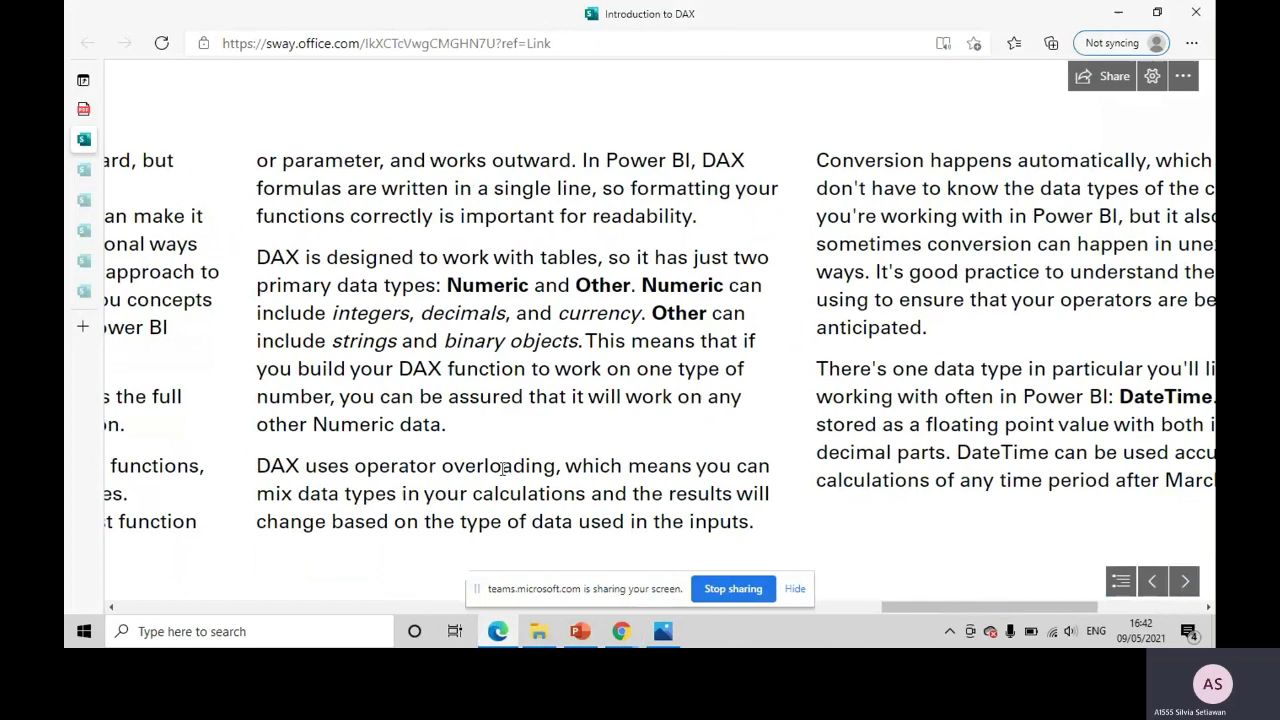 Introduction to DAX
https://sway.office.com/IkXCTcVwgCMGHN7U?ref=Link
Not syncing
Share
ard, but
an make it
onal ways
approach to
ou concepts
ower BI
s the full
on.
functions,
es.
t function
or parameter, and works outward. In Power BI, DAX
formulas are written in a single line, so formatting your
functions correctly is important for readability.
DAX is designed to work with tables, so it has just two
primary data types: Numeric and Other. Numeric can
include integers, decimals, and currency. Other can
include strings and binary objects. This means that if
you build your DAX function to work on one type of
number, you can be assured that it will work on any
other Numeric data.
DAX uses operator overloading, which means you can
mix data types in your calculations and the results will
change based on the type of data used in the inputs.
Conversion happens automatically, which
don't have to know the data types of the c
you're working with in Power BI, but it also
sometimes conversion can happen in une
ways. It's good practice to understand the
using to ensure that your operators are be
anticipated.
There's one data type in particular you'll li
working with often in Power BI: DateTime.
stored as a floating point value with both i
decimal parts. DateTime can be used accu
calculations of any time period after Marc
teams.microsoft.com is sharing your screen.
Stop sharing
Hide
Type here to search
ENG
16:42
09/05/2021
4
AS
A1555 Silvia Setiawan